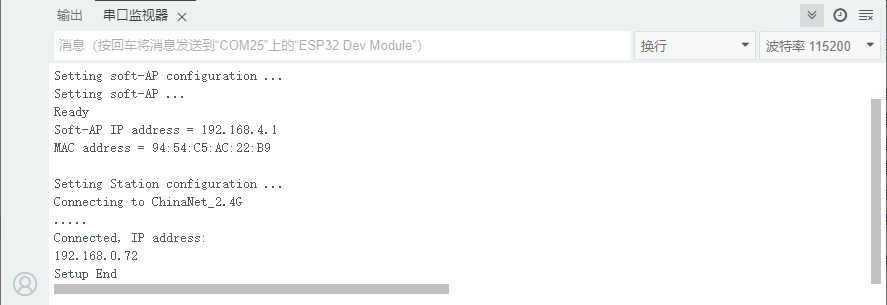 输出 串口监视器
消息（按回车将消息发送到“COM25”上的“ESP32 Dev Module”）
换行
波特率 115200
Setting soft-AP configuration ...
Setting soft-AP ...
Ready
Soft-AP IP address = 192.168.4.1
MAC address = 94:54:C5:AC:22:B9
Setting Station configuration ...
Connecting to ChinaNet_2.4G
.....
Connected, IP address:
192.168.0.72
Setup End